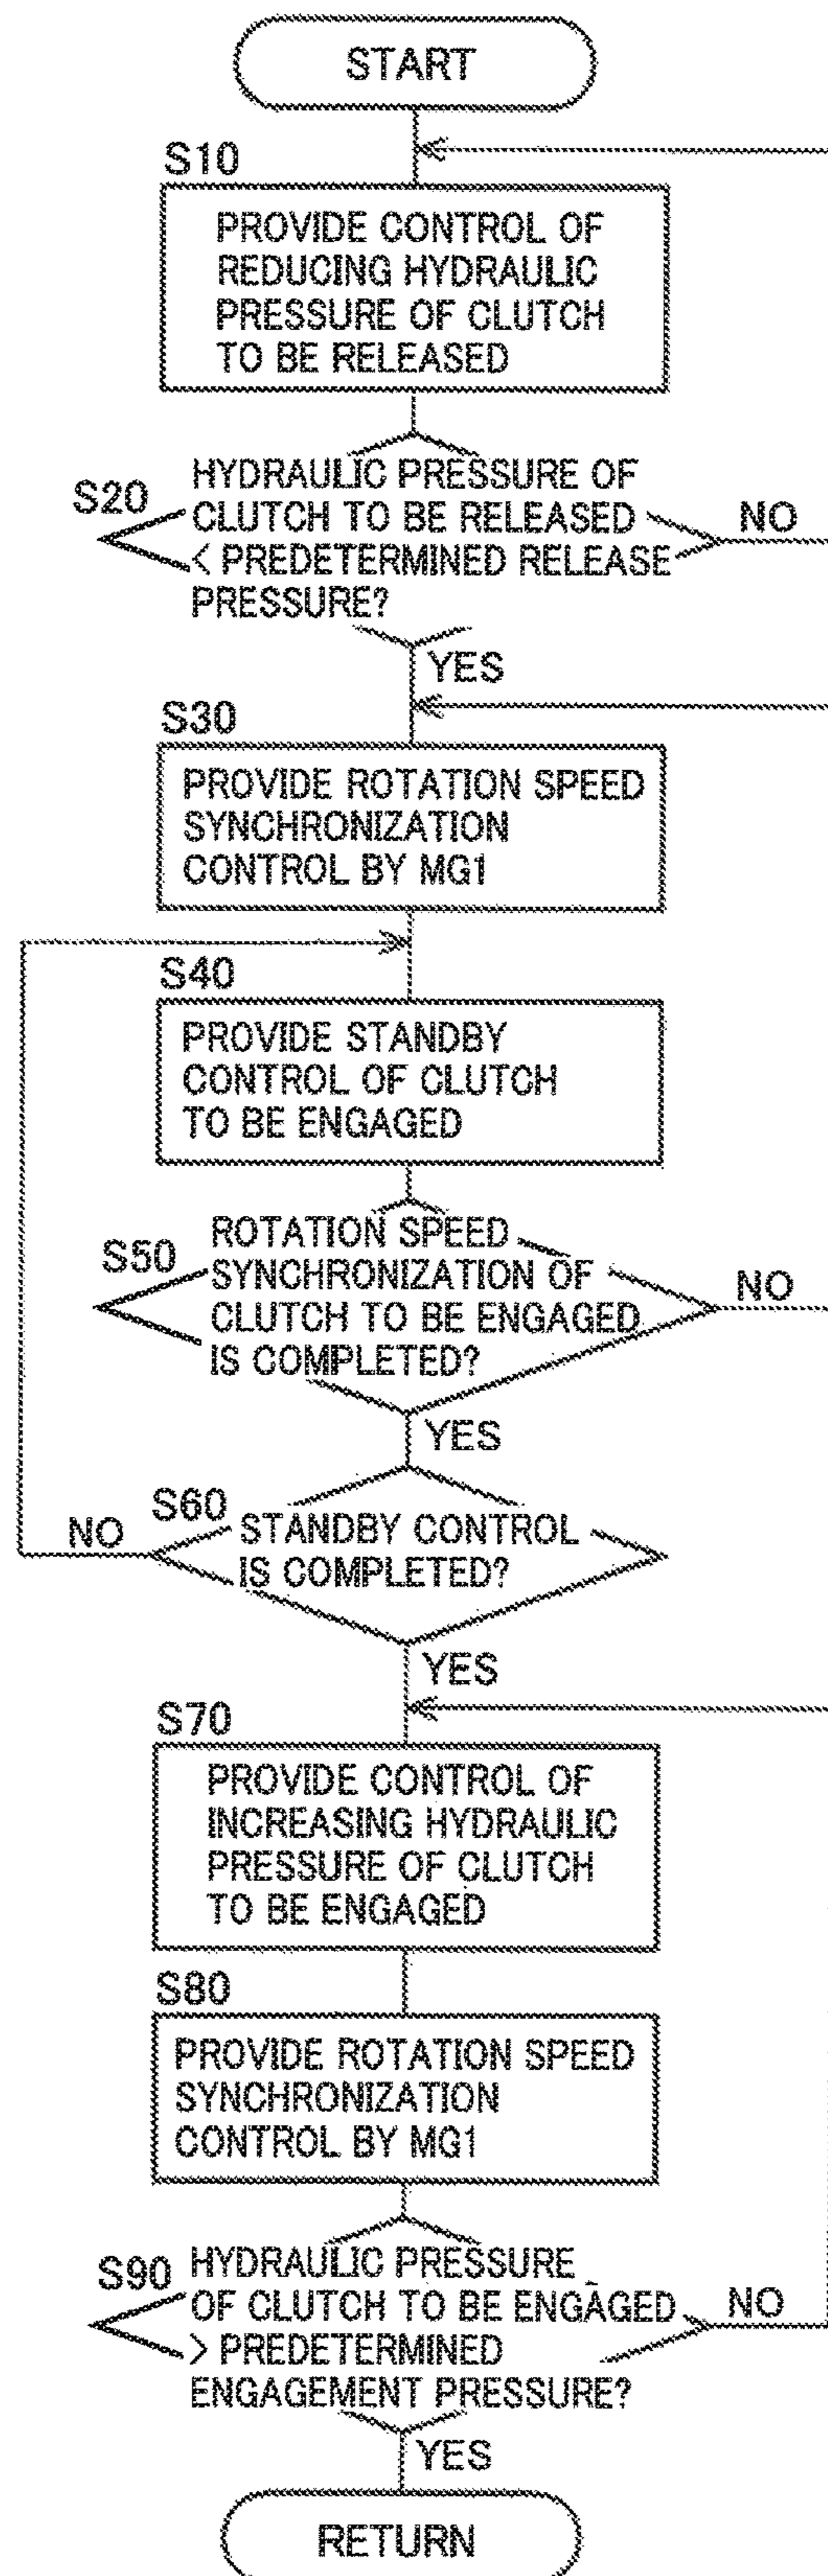 START
S10
PROVIDE CONTROL OF
REDUCING HYDRAULIC
PRESSURE OF CLUTCH
TO BE RELEASED
S20
HYDRAULIC PRESSURE OF
CLUTCH TO BE RELEASED
< PREDETERMINED RELEASE
PRESSURE?
NO
YES
S30
PROVIDE ROTATION SPEED
SYNCHRONIZATION
CONTROL BY MG1
S40
PROVIDE STANDBY
CONTROL OF CLUTCH
TO BE ENGAGED
S50
ROTATION SPEED
SYNCHRONIZATION OF
CLUTCH TO BE ENGAGED
IS COMPLETED?
NO
YES
S60
STANDBY CONTROL
IS COMPLETED?
NO
YES
S70
PROVIDE CONTROL OF
INCREASING HYDRAULIC
PRESSURE OF CLUTCH
TO BE ENGAGED
S80
PROVIDE ROTATION SPEED
SYNCHRONIZATION
CONTROL BY MG1
S90
HYDRAULIC PRESSURE
OF CLUTCH TO BE ENGAGED
> PREDETERMINED
ENGAGEMENT PRESSURE?
NO
YES
RETURN